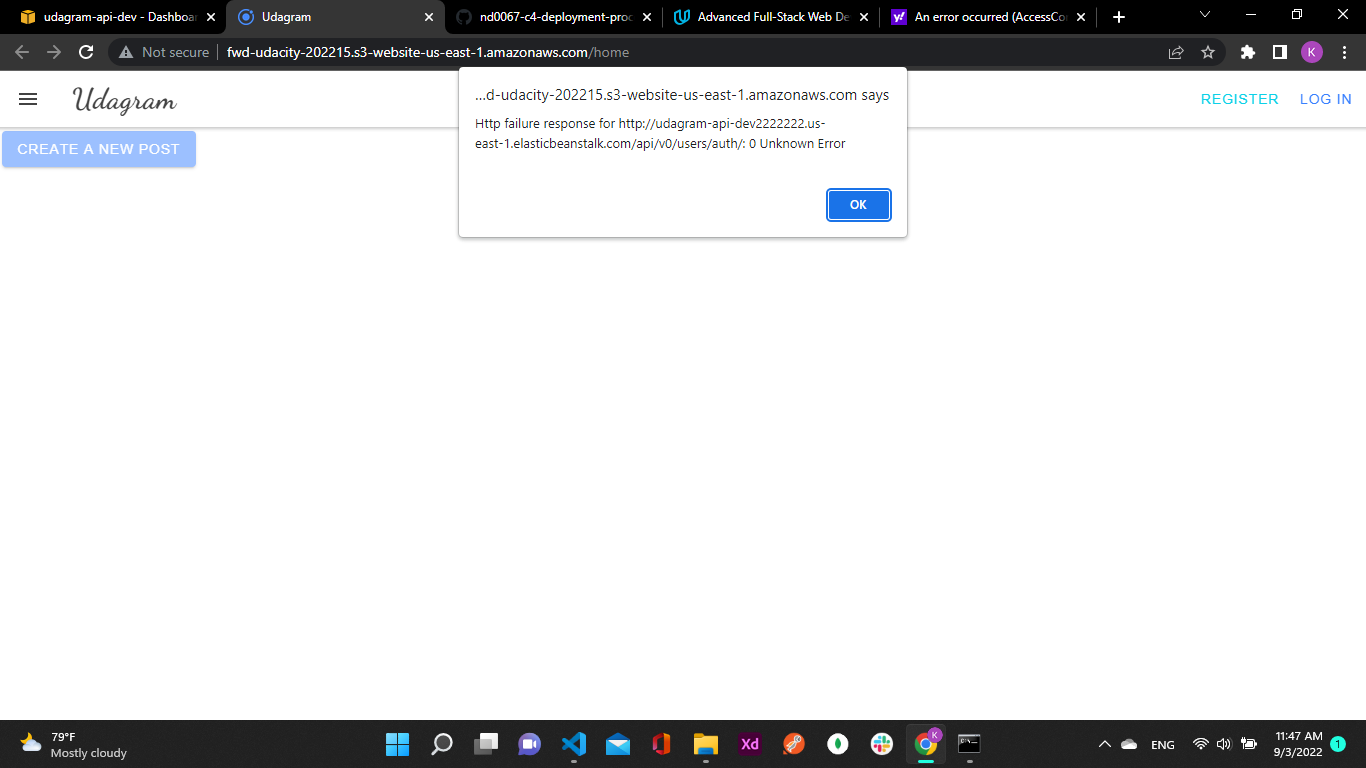 udagram-api-dev - Dashboa
Udagram
nd0067-c4-deployment-proc
Advanced Full-Stack Web De
An error occurred (AccessCo
Not secure
fwd-udacity-202215.s3-website-us-east-1.amazonaws.com/home
K
Udagram
REGISTER
LOG IN
CREATE A NEW POST
...d-udacity-202215.s3-website-us-east-1.amazonaws.com says
Http failure response for http://udagram-api-dev2222222.us-
east-1.elasticbeanstalk.com/api/v0/users/auth/: 0 Unknown Error
OK
79°F
Mostly cloudy
Xd
K
ENG
11:47 AM
9/3/2022
1